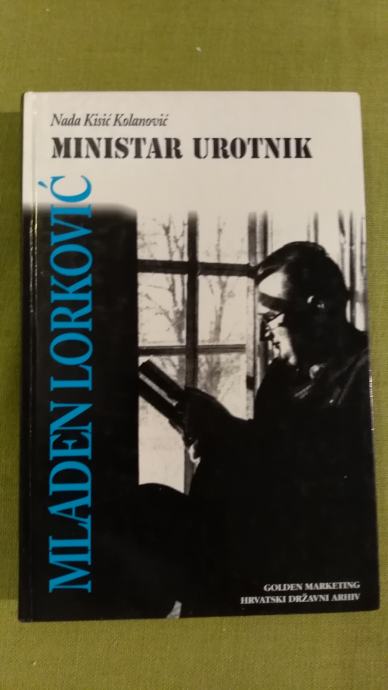 Nada Kisić Kolanović
MINISTAR UROTNIK
MLADEN LORKOVIĆ
GOLDEN MARKETING
HRVATSKI DRŽAVNI ARHIV